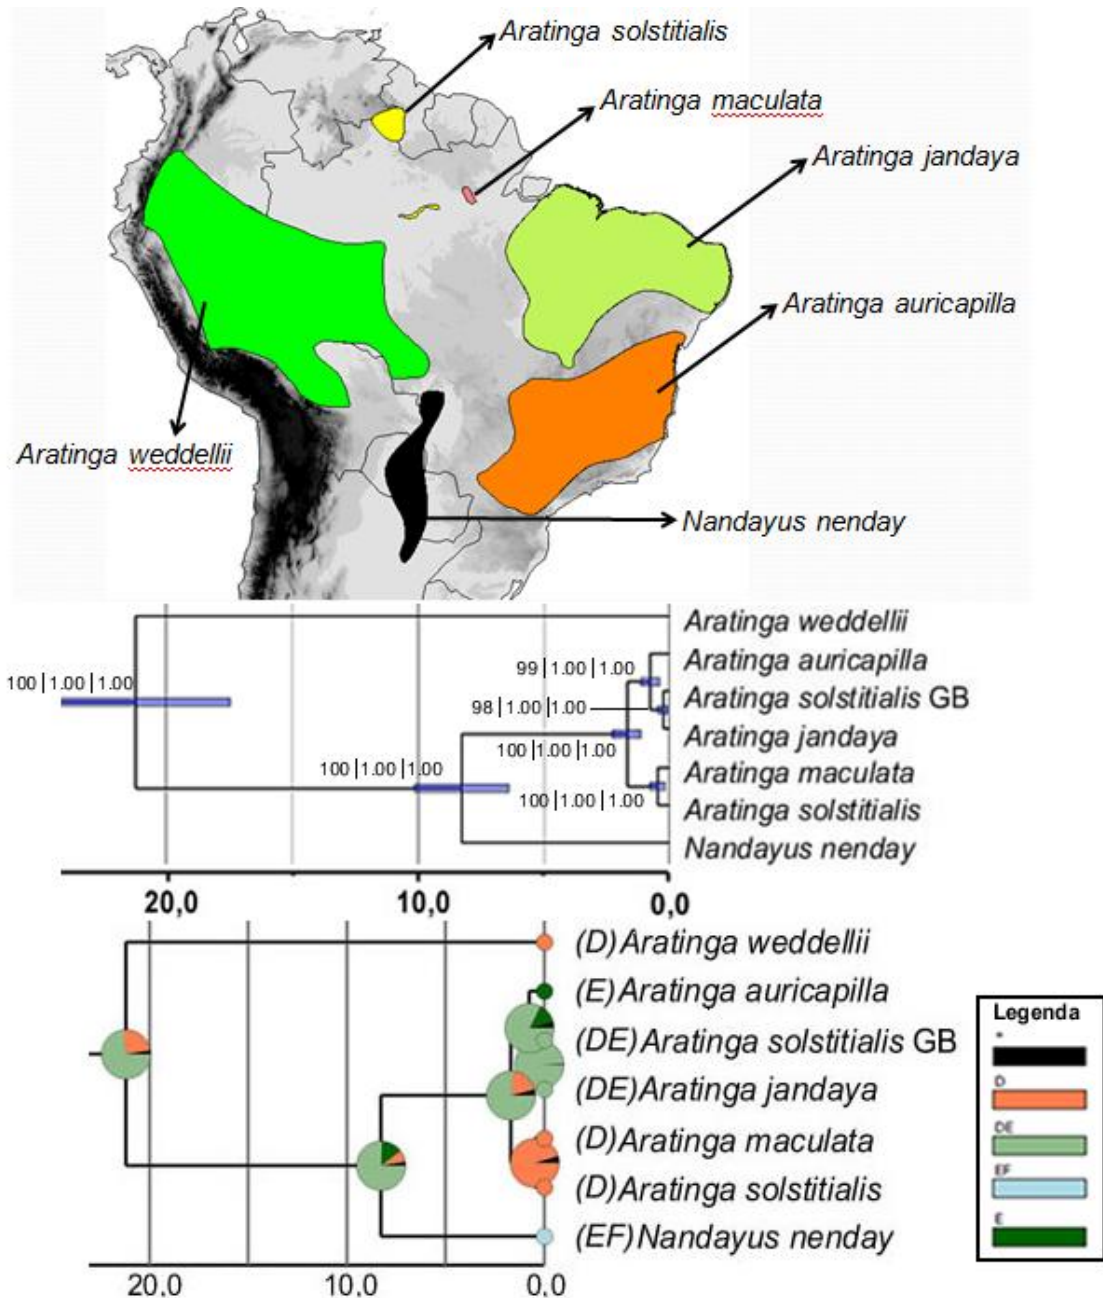 Aratinga solstitialis
Aratinga maculata
Aratinga jandaya
Aratinga auricapilla
Aratinga weddellii
Nandayus nenday
Aratinga weddellii
99|1.00|1.00
Aratinga auricapilla
100|1.00|1.00
Aratinga solstitialis GB
98|1.00|1.00
Aratinga jandaya
100|1.00|1.00
100|1.00|1.00
Aratinga maculata
100|1.00|1.00
Aratinga solstitialis
Nandayus nenday
20,0 10,0 0,0
(D)Aratinga weddellii
(E)Aratinga auricapilla
(DE)Aratinga solstitialis GB
(DE)Aratinga jandaya
(D)Aratinga maculata
(D)Aratinga solstitialis
(EF)Nandayus nenday
20,0 10,0 0,0
Legenda
*
D
DE
EF
E